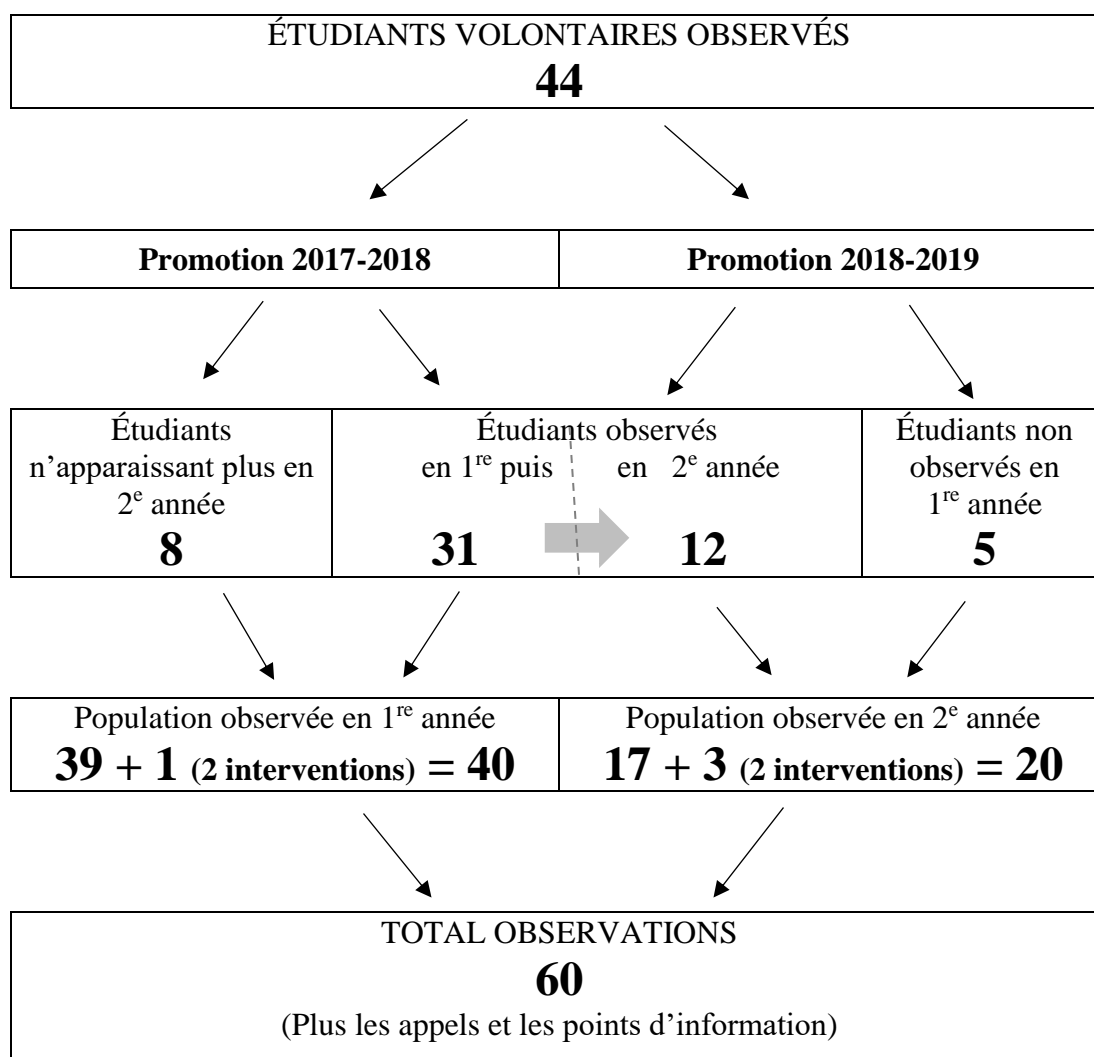 ÉTUDIANTS VOLONTAIRES OBSERVÉS
44
Promotion 2017-2018
Promotion 2018-2019
Étudiants
n’apparaissant plus en
2e année
8
Étudiants observés
en 1re puis en 2e année
31 12
Étudiants non
observés en
1re année
5
Population observée en 1re année
39 + 1 (2 interventions) = 40
Population observée en 2e année
17 + 3 (2 interventions) = 20
TOTAL OBSERVATIONS
60
(Plus les appels et les points d’information)